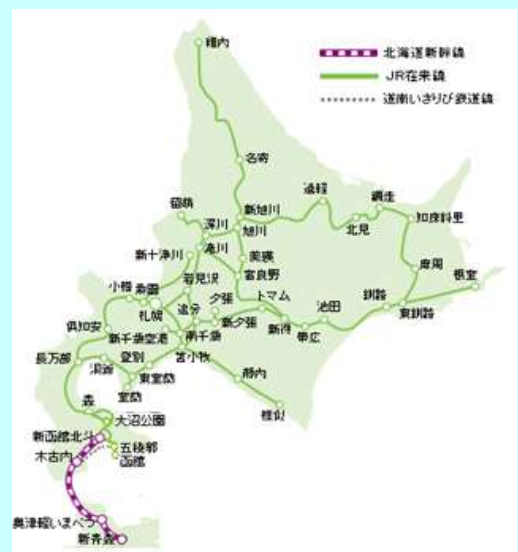 北海道新幹線
JR在来線
道南いさりび鉄道線
稚内
名寄
留萌
遠軽
網走
新旭川
深川
旭川
北見
知床斜里
滝川
新十津川
美瑛
富良野
摩周
根室
岩見沢
小樽
桑園
夕張
トマム
池田
釧路
札幌
追分
倶知安
新千歳空港
新夕張
新得
帯広
東釧路
南千歳
長万部
洞爺
登別
苫小牧
東室蘭
静内
室蘭
様似
森
大沼公園
新函館北斗
五稜郭
木古内
函館
奥津軽いまべつ
新青森